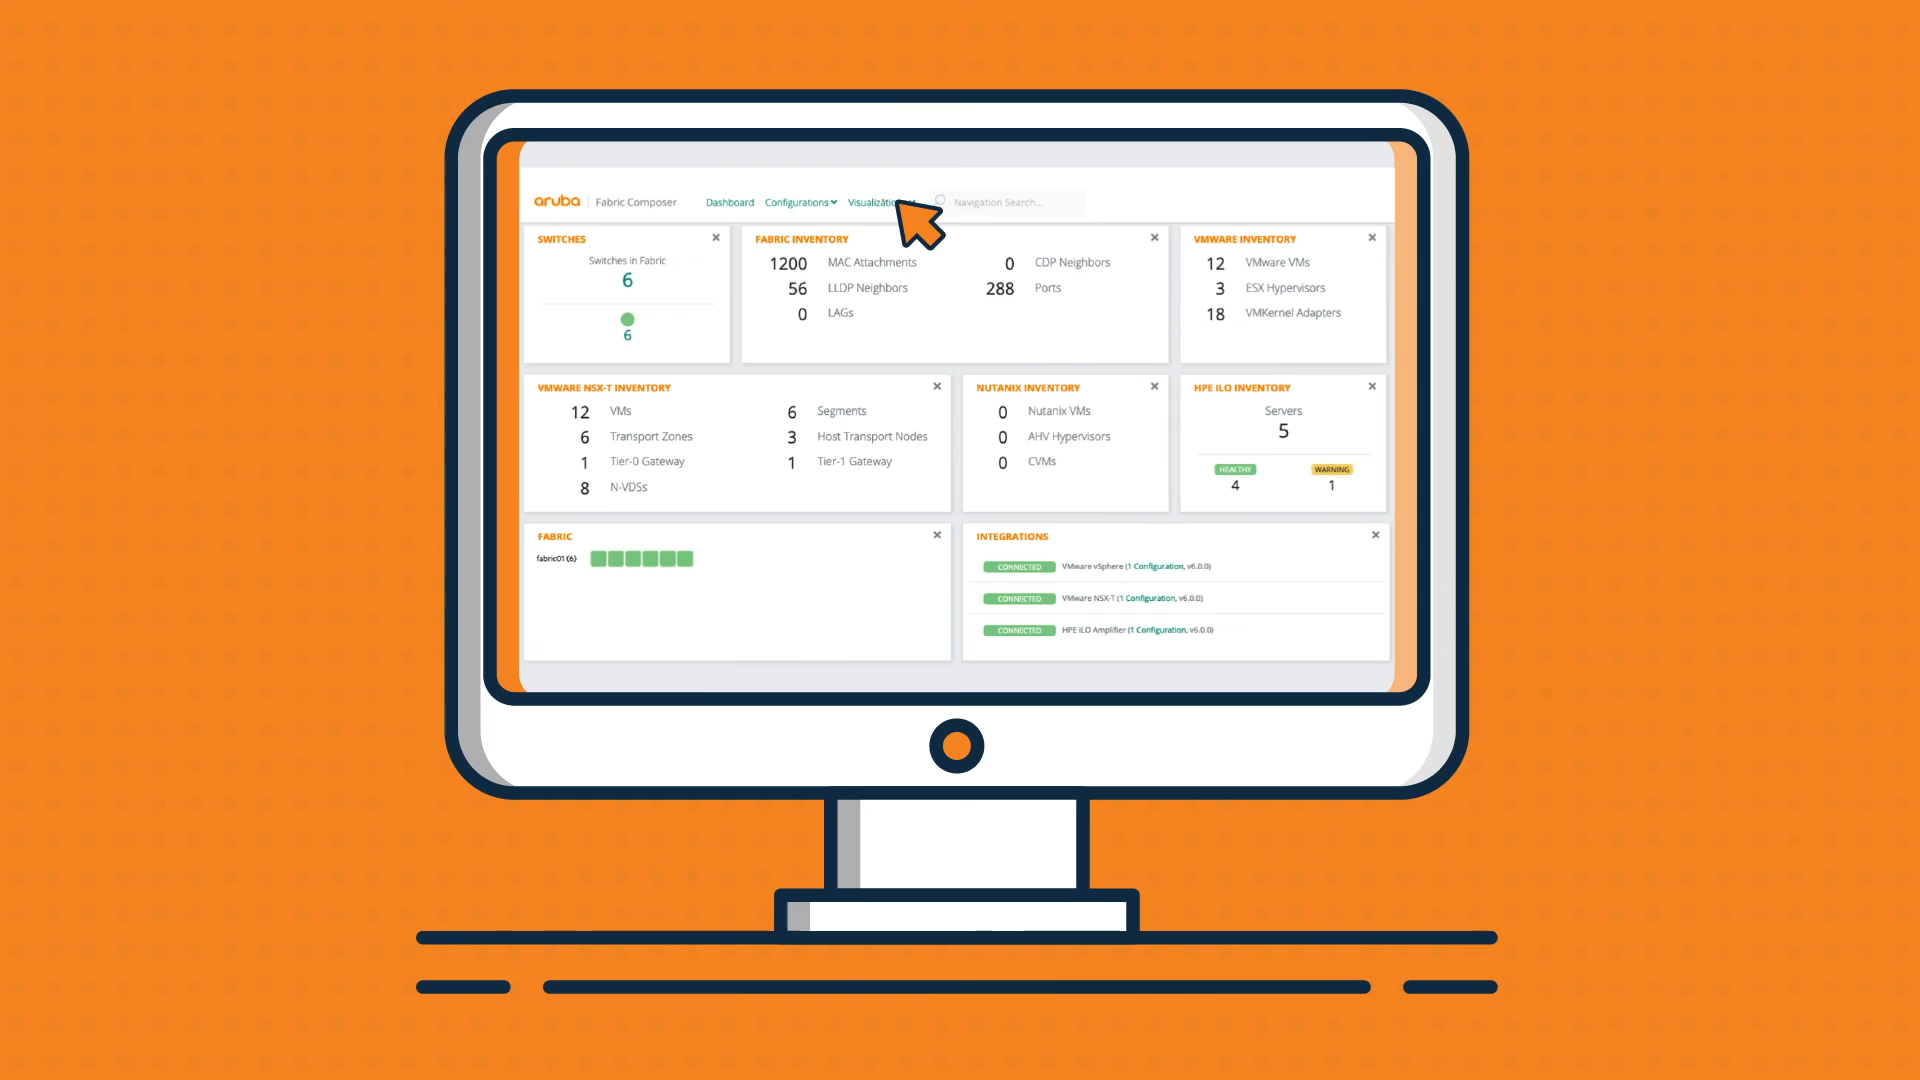 aruba Fabric Composer Dashboard Configurations Navigation Search...
SWITCHES
Switches in Fabric
6
6
FABRIC INVENTORY
1200 MAC Attachments
56 LLDP Neighbors
0 LAGs
0 CDP Neighbors
288 Ports
VMWARE INVENTORY
12 VMware VMs
3 ESX Hypervisors
18 VMKernel Adapters
VMWARE NSX-T INVENTORY
12 VMs
6 Transport Zones
1 Tier-0 Gateway
8 N-VDSs
6 Segments
3 Host Transport Nodes
1 Tier-1 Gateway
NUTANIX INVENTORY
0 Nutanix VMs
0 AHV Hypervisors
0 CVMs
HPE ILO INVENTORY
Servers
5
HEALTHY WARNING
4 1
FABRIC
fabric01 (6)
INTEGRATIONS
CONNECTED VMware vSphere (1 Configuration, v6.0.0)
CONNECTED VMware NSX-T (1 Configuration, v6.0.0)
CONNECTED HPE iLO Amplifier (1 Configuration, v6.0.0)